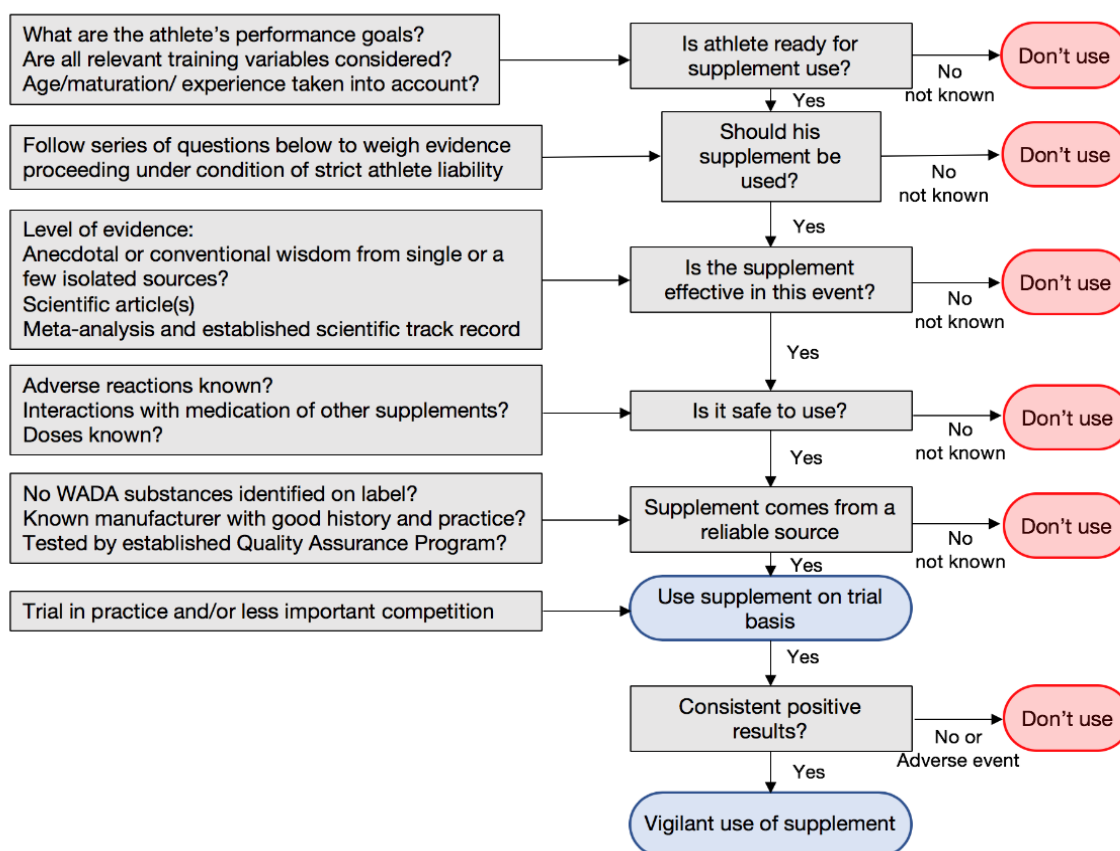 What are the athlete's performance goals?
Are all relevant training variables considered?
Age/maturation/ experience taken into account?
Is athlete ready for
supplement use?
No
not known
Don't use
Yes
Follow series of questions below to weigh evidence
proceeding under condition of strict athlete liability
Should his
supplement be
used?
No
not known
Don't use
Yes
Level of evidence:
Anecdotal or conventional wisdom from single or a
few isolated sources?
Scientific article(s)
Meta-analysis and established scientific track record
Is the supplement
effective in this event?
No
not known
Don't use
Yes
Adverse reactions known?
Interactions with medication of other supplements?
Doses known?
Is it safe to use?
No
not known
Don't use
Yes
No WADA substances identified on label?
Known manufacturer with good history and practice?
Tested by established Quality Assurance Program?
Supplement comes from a
reliable source
No
not known
Don't use
Yes
Trial in practice and/or less important competition
Use supplement on trial
basis
Yes
Consistent positive
results?
No or
Adverse event
Don't use
Yes
Vigilant use of supplement